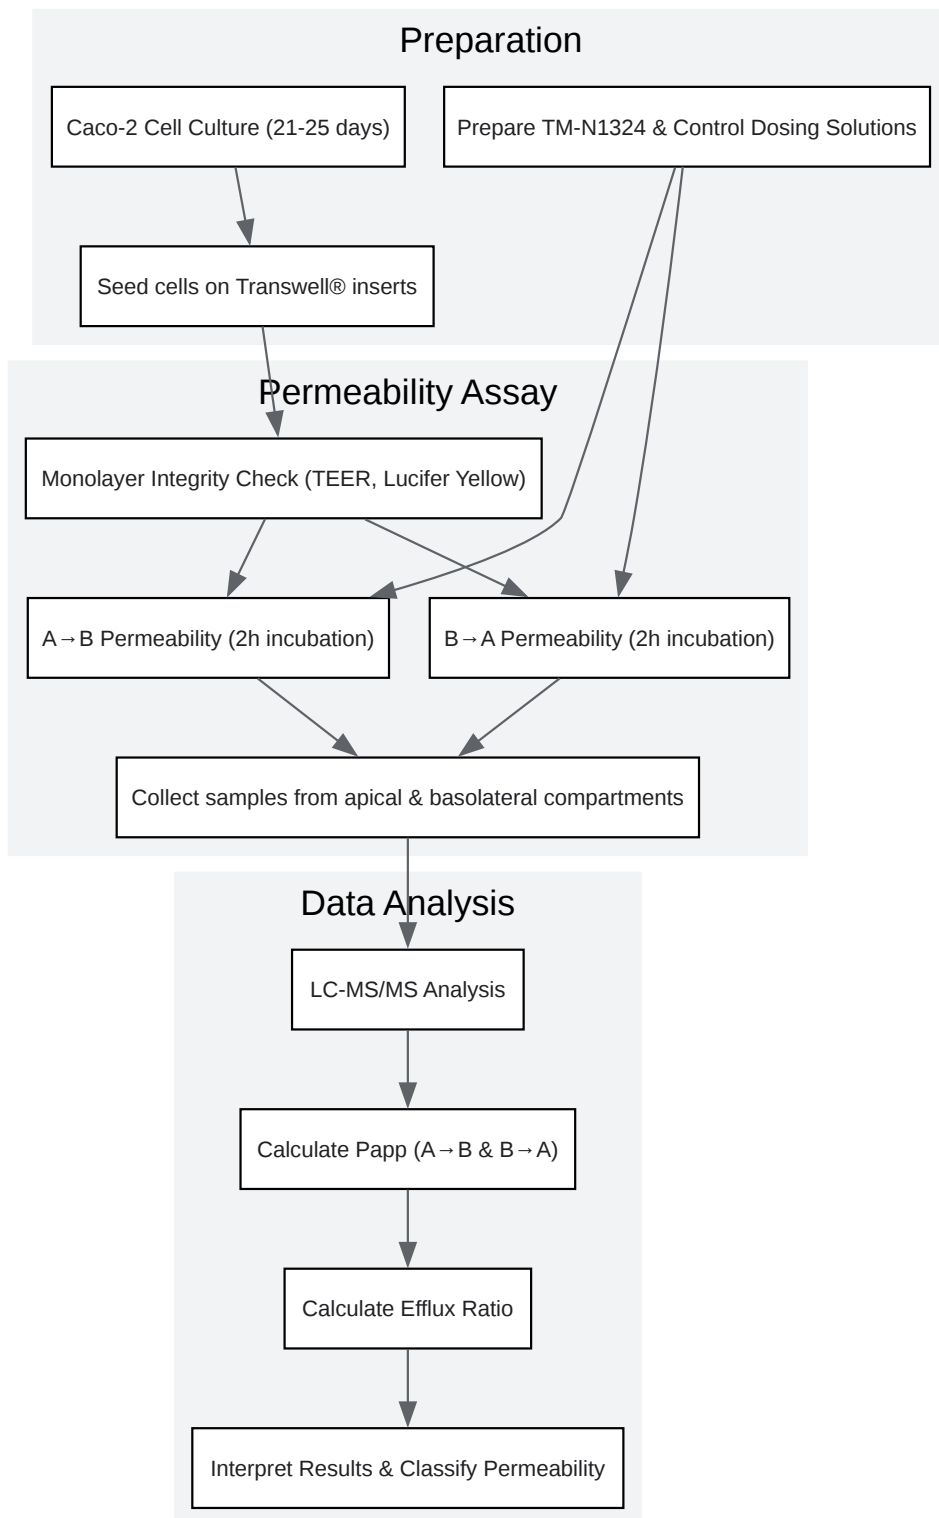 Preparation
Caco-2 Cell Culture (21-25 days)
Prepare TM-N1324 & Control Dosing Solutions
Seed cells on Transwell® inserts
Permeability Assay
Monolayer Integrity Check (TEER, Lucifer Yellow)
A→B Permeability (2h incubation)
B→A Permeability (2h incubation)
Collect samples from apical & basolateral compartments
Data Analysis
LC-MS/MS Analysis
Calculate Papp (A→B & B→A)
Calculate Efflux Ratio
Interpret Results & Classify Permeability